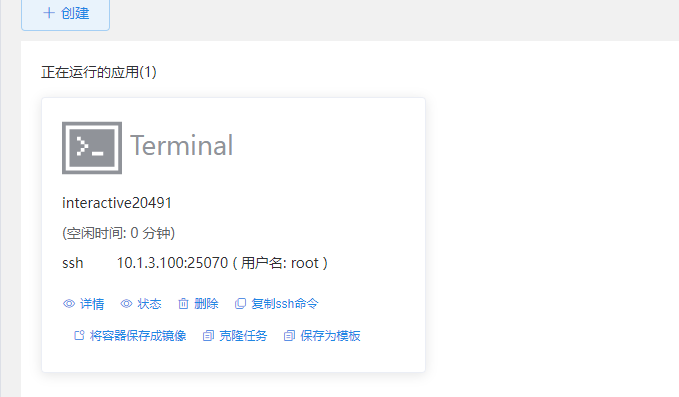 创建
正在运行的应用(1)
>_ Terminal
interactive20491
(空闲时间: 0 分钟)
ssh 10.1.3.100:25070 ( 用户名: root )
详情 状态 删除 复制ssh命令
将容器保存成镜像 克隆任务 保存为模板